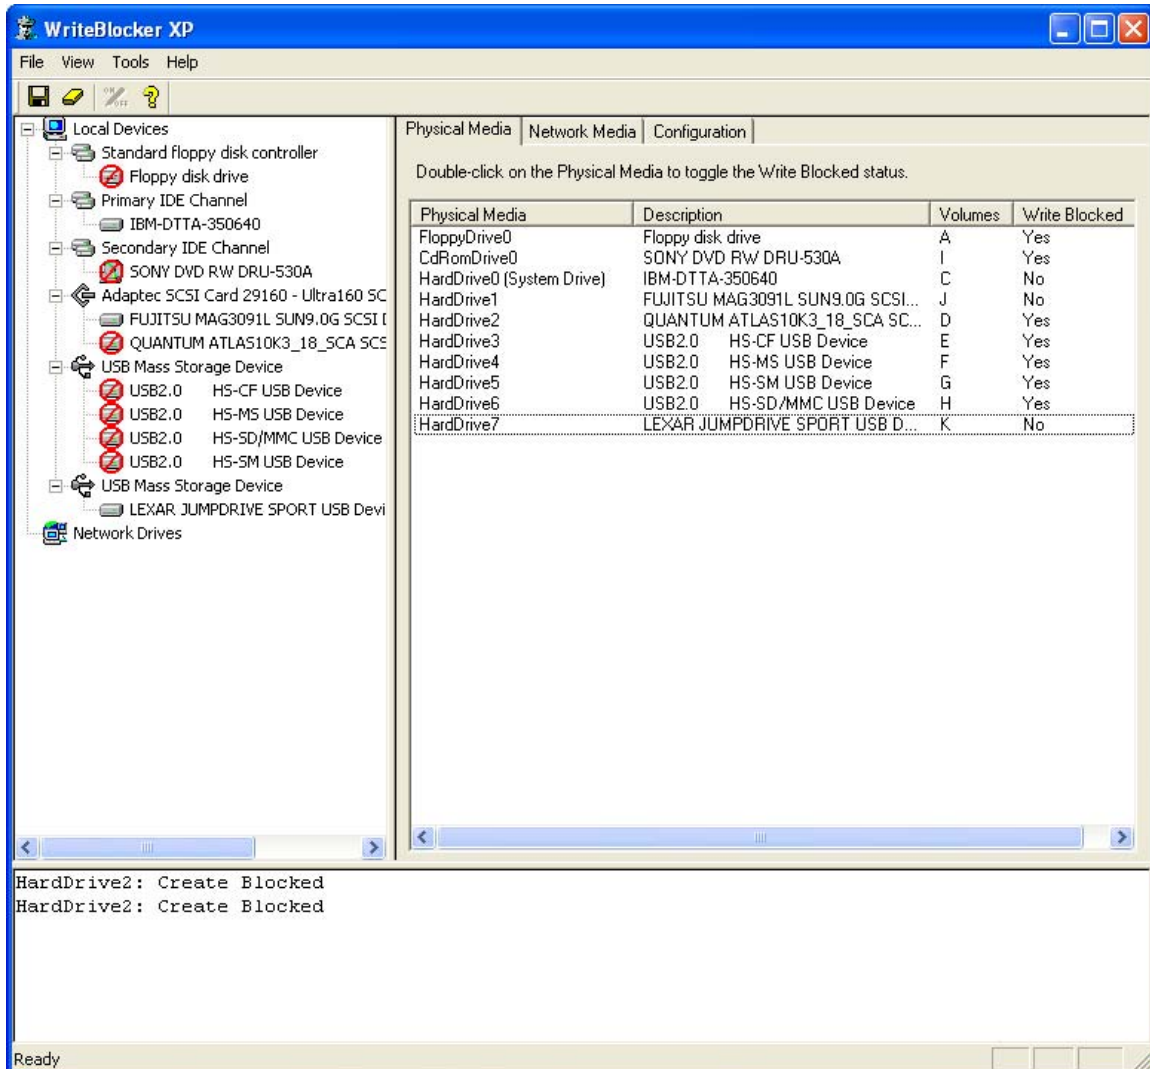 WriteBlocker XP
File View Tools Help
Local Devices
Standard floppy disk controller
Floppy disk drive
Primary IDE Channel
IBM-DTTA-350640
Secondary IDE Channel
SONY DVD RW DRU-530A
Adaptec SCSI Card 29160 - Ultra160 SC
FUJITSU MAG3091L SUN9.0G SCSI
QUANTUM ATLAS10K3_18_SCA SCS
USB Mass Storage Device
USB2.0 HS-CF USB Device
USB2.0 HS-MS USB Device
USB2.0 HS-SD/MMC USB Device
USB2.0 HS-SM USB Device
USB Mass Storage Device
LEXAR JUMPDRIVE SPORT USB Devi
Network Drives
Physical Media Network Media Configuration
Double-click on the Physical Media to toggle the Write Blocked status.
Physical Media Description Volumes Write Blocked
FloppyDrive0 Floppy disk drive A Yes
CdRomDrive0 SONY DVD RW DRU-530A I Yes
HardDrive0 (System Drive) IBM-DTTA-350640 C No
HardDrive1 FUJITSU MAG3091L SUN9.0G SCSI... J No
HardDrive2 QUANTUM ATLAS10K3_18_SCA SC... D Yes
HardDrive3 USB2.0 HS-CF USB Device E Yes
HardDrive4 USB2.0 HS-MS USB Device F Yes
HardDrive5 USB2.0 HS-SM USB Device G Yes
HardDrive6 USB2.0 HS-SD/MMC USB Device H Yes
HardDrive7 LEXAR JUMPDRIVE SPORT USB D... K No
HardDrive2: Create Blocked
HardDrive2: Create Blocked
Ready